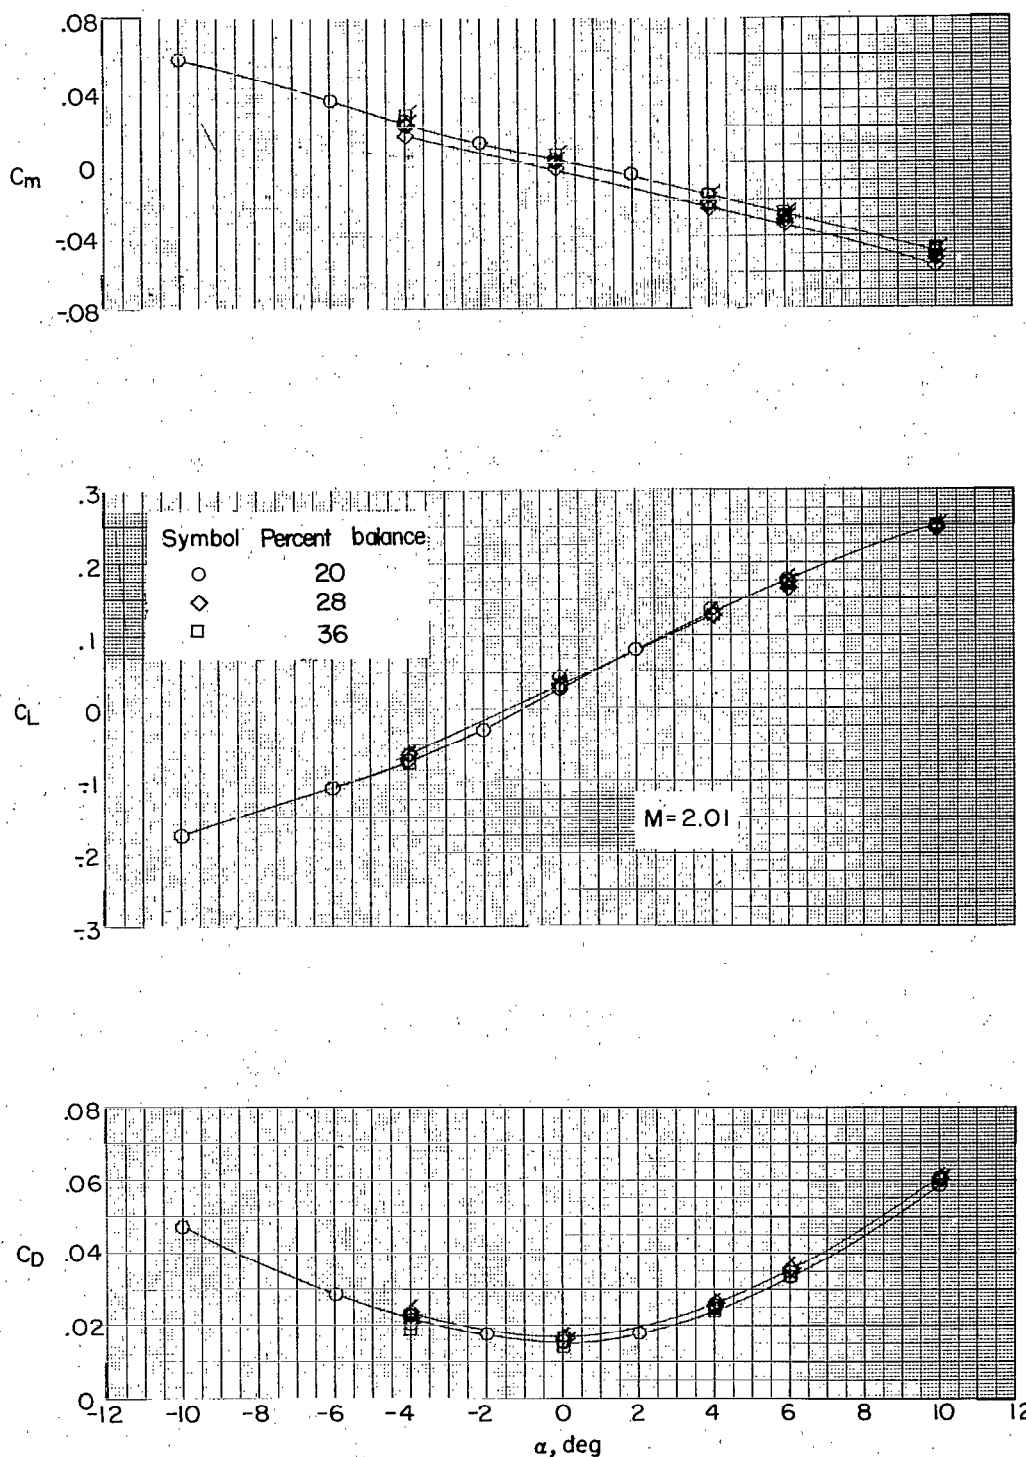 .08
.04
Cm 0
-.04
-.08
.3
Symbol Percent balance
.2
20
28
.1
36
CL 0
-.1
M = 2.01
-.2
-.3
.08
.06
CD .04
.02
0
-12 -10 -8 -6 -4 -2 0 2 4 6 8 10 12
α, deg